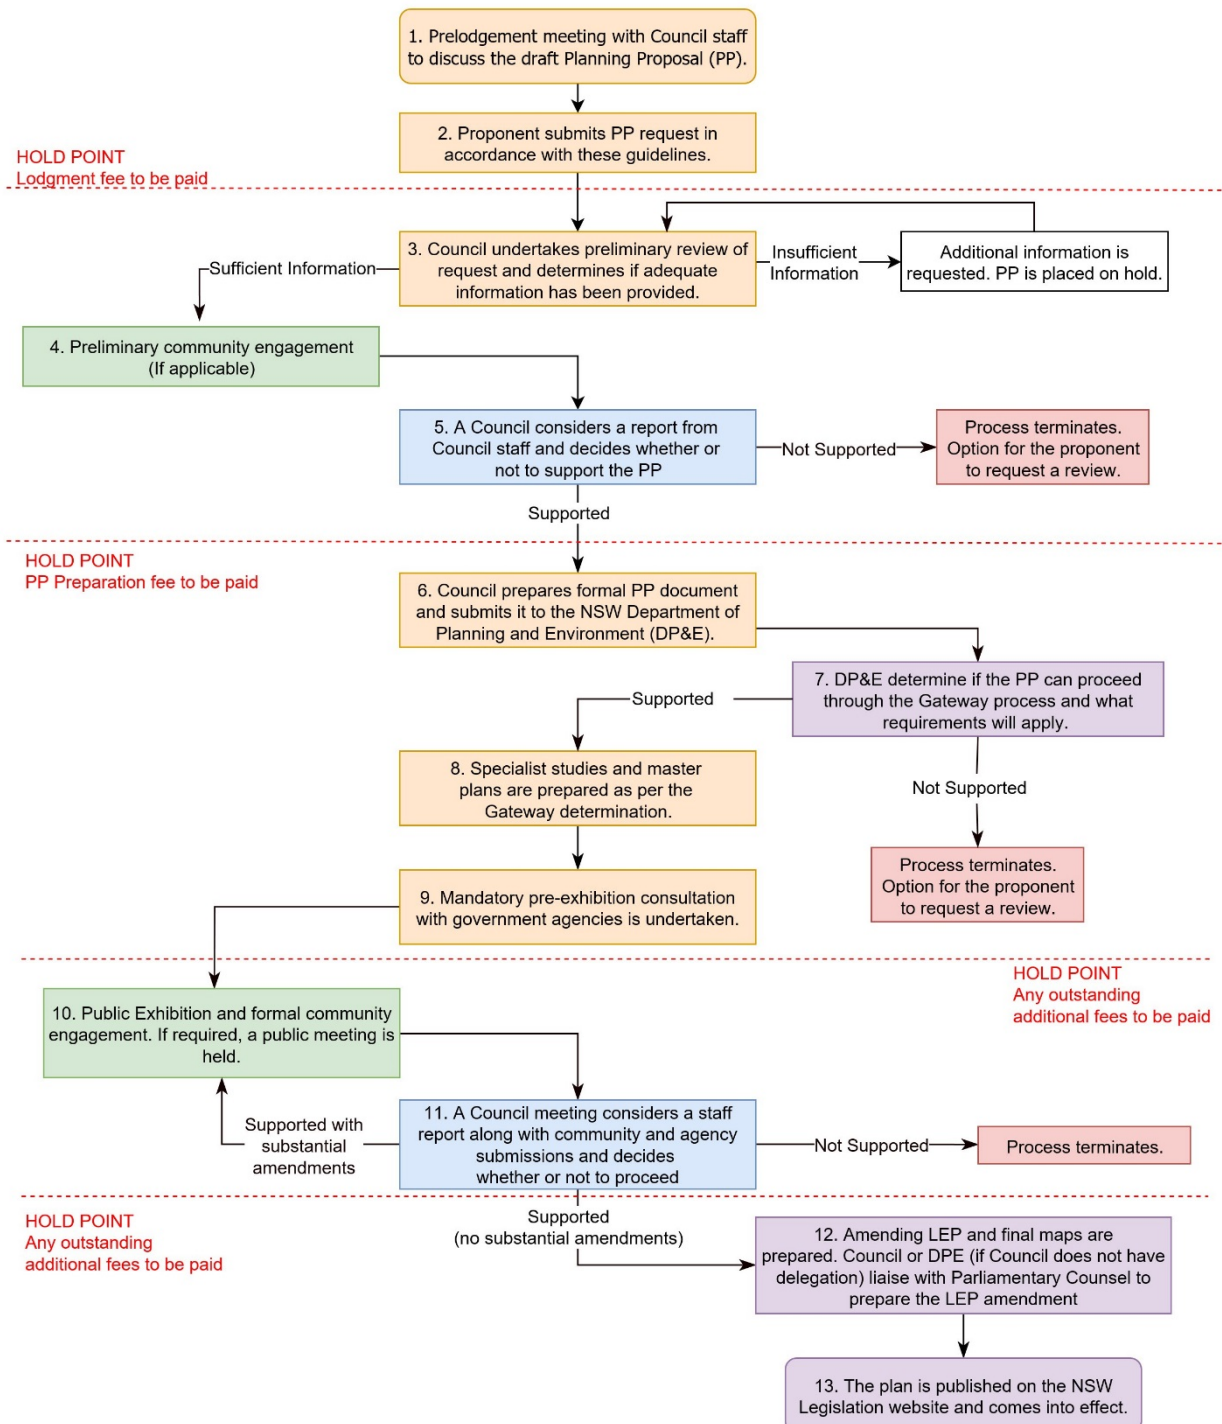 1. Prelodgement meeting with Council staff
to discuss the draft Planning Proposal (PP).
2. Proponent submits PP request in
accordance with these guidelines.
HOLD POINT
Lodgment fee to be paid
3. Council undertakes preliminary review of
request and determines if adequate
information has been provided.
Insufficient
Information
Additional information is
requested. PP is placed on hold.
Sufficient Information
4. Preliminary community engagement
(If applicable)
5. A Council considers a report from
Council staff and decides whether or
not to support the PP
Not Supported
Process terminates.
Option for the proponent
to request a review.
Supported
HOLD POINT
PP Preparation fee to be paid
6. Council prepares formal PP document
and submits it to the NSW Department of
Planning and Environment (DP&E).
7. DP&E determine if the PP can proceed
through the Gateway process and what
requirements will apply.
Supported
8. Specialist studies and master
plans are prepared as per the
Gateway determination.
Not Supported
Process terminates.
Option for the proponent
to request a review.
9. Mandatory pre-exhibition consultation
with government agencies is undertaken.
HOLD POINT
Any outstanding
additional fees to be paid
10. Public Exhibition and formal community
engagement. If required, a public meeting is
held.
Supported with
substantial
amendments
11. A Council meeting considers a staff
report along with community and agency
submissions and decides
whether or not to proceed
Not Supported
Process terminates.
HOLD POINT
Any outstanding
additional fees to be paid
Supported
(no substantial amendments)
12. Amending LEP and final maps are
prepared. Council or DPE (if Council does not have
delegation) liaise with Parliamentary Counsel to
prepare the LEP amendment
13. The plan is published on the NSW
Legislation website and comes into effect.